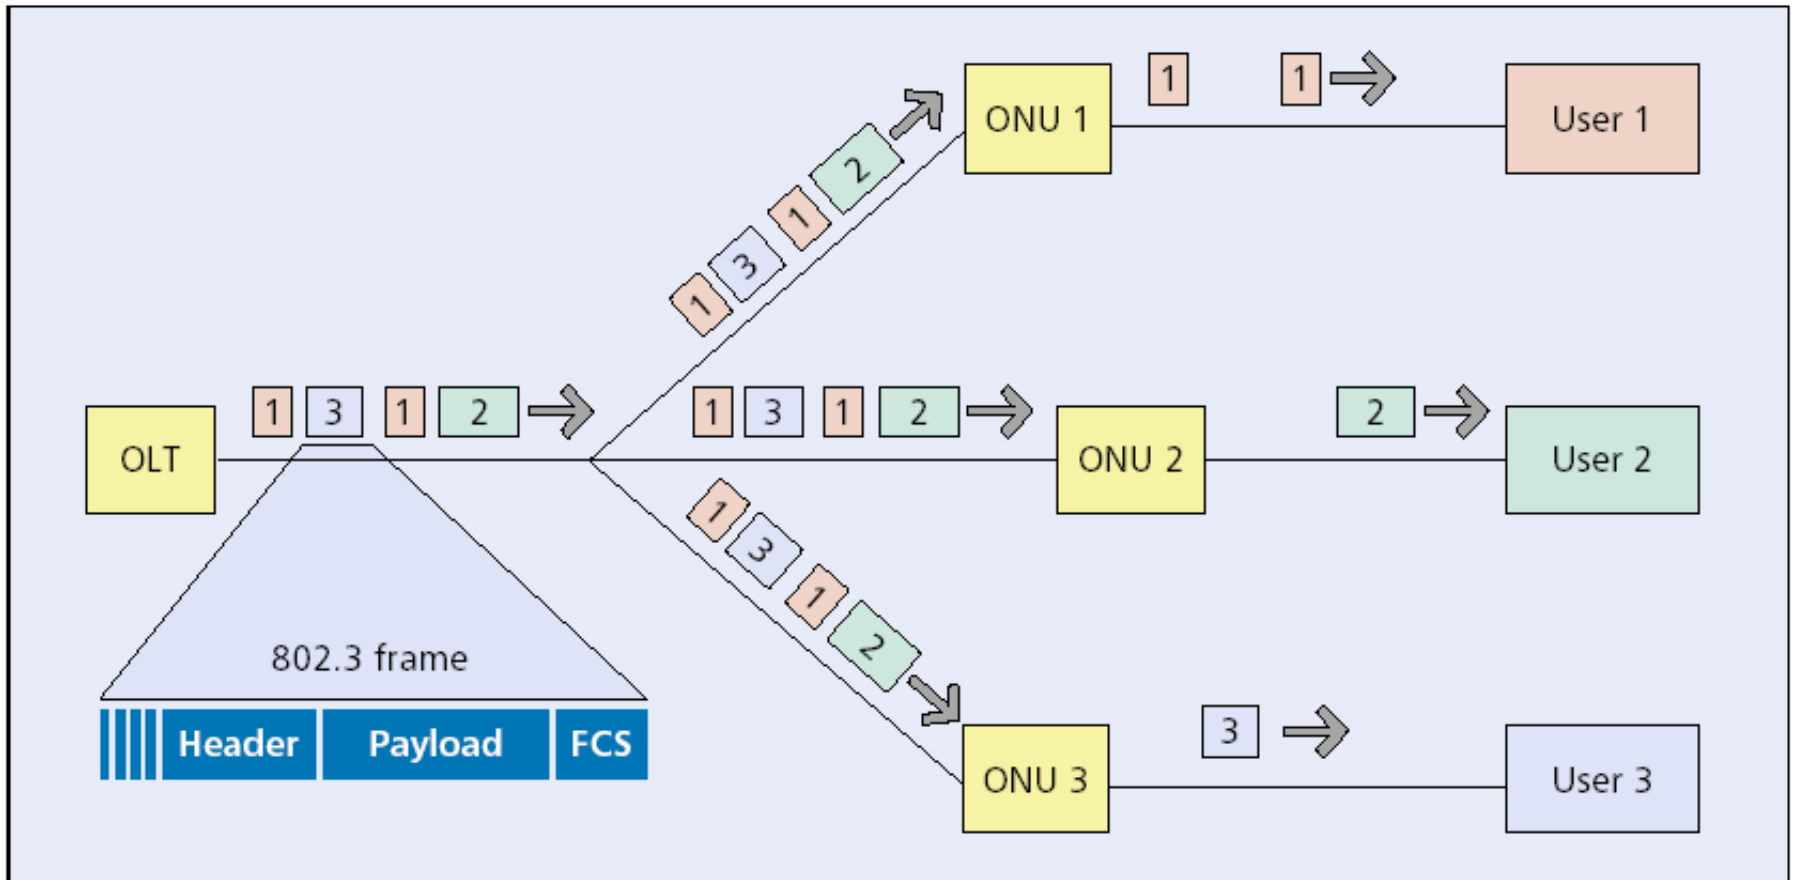 1 1
ONU 1
User 1
2
1
3
1
1 3 1 2
1 3 1 2
2
OLT
ONU 2
User 2
1
3
1
2
802.3 frame
3
Header Payload FCS
ONU 3
User 3